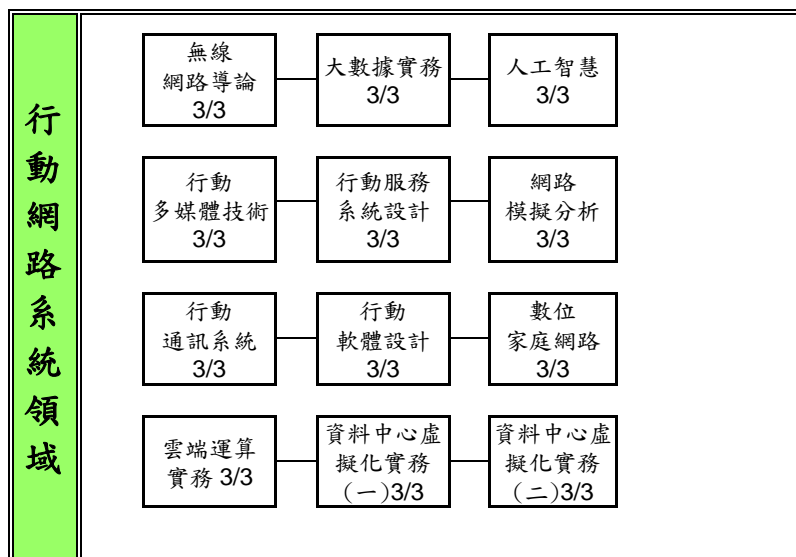 行動網路系統領域
無線
網路導論
3/3
大數據實務
3/3
人工智慧
3/3
行動
多媒體技術
3/3
行動服務
系統設計
3/3
網路
模擬分析
3/3
行動
通訊系統
3/3
行動
軟體設計
3/3
數位
家庭網路
3/3
雲端運算
實務 3/3
資料中心虛
擬化實務
(一)3/3
資料中心虛
擬化實務
(二)3/3